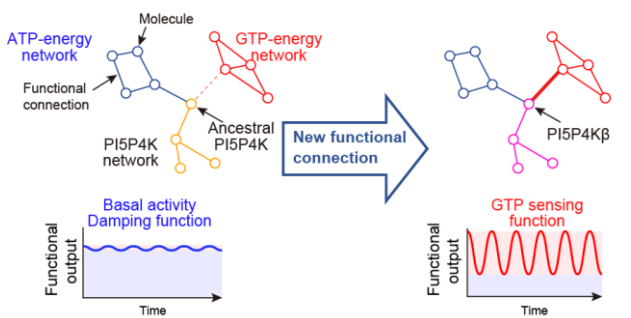 Molecule
ATP-energy
network
GTP-energy
network
Functional
connection
PI5P4K
network
Ancestral
PI5P4K
New functional
connection
PI5P4Kβ
Basal activity
Damping function
Functional
output
Time
GTP sensing
function
Functional
output
Time